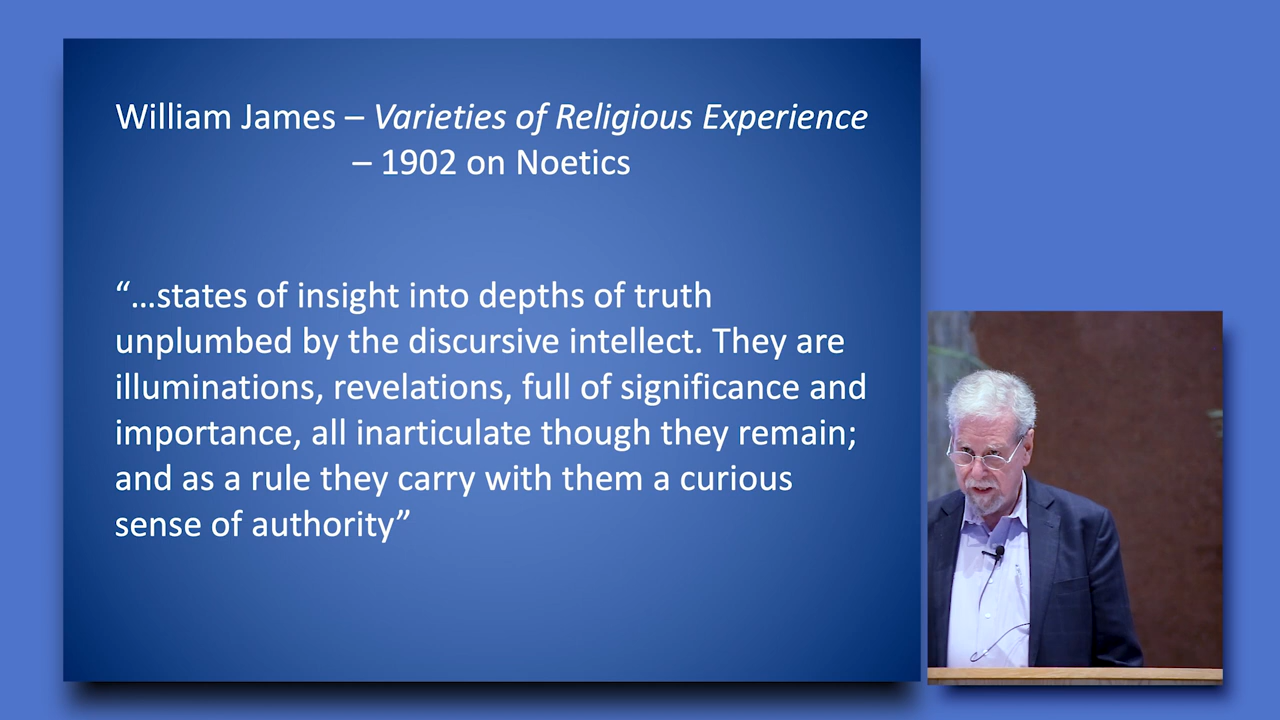 William James – Varieties of Religious Experience
– 1902 on Noetics
“…states of insight into depths of truth
unplumbed by the discursive intellect. They are
illuminations, revelations, full of significance and
importance, all inarticulate though they remain;
and as a rule they carry with them a curious
sense of authority”